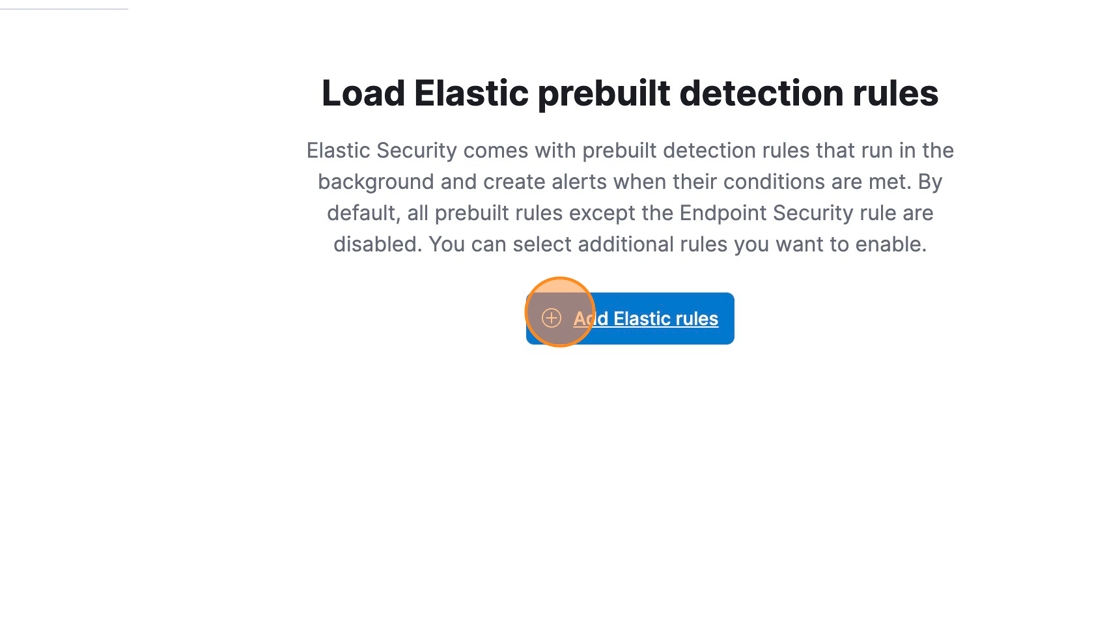 Load Elastic prebuilt detection rules
Elastic Security comes with prebuilt detection rules that run in the
background and create alerts when their conditions are met. By
default, all prebuilt rules except the Endpoint Security rule are
disabled. You can select additional rules you want to enable.
Add Elastic rules